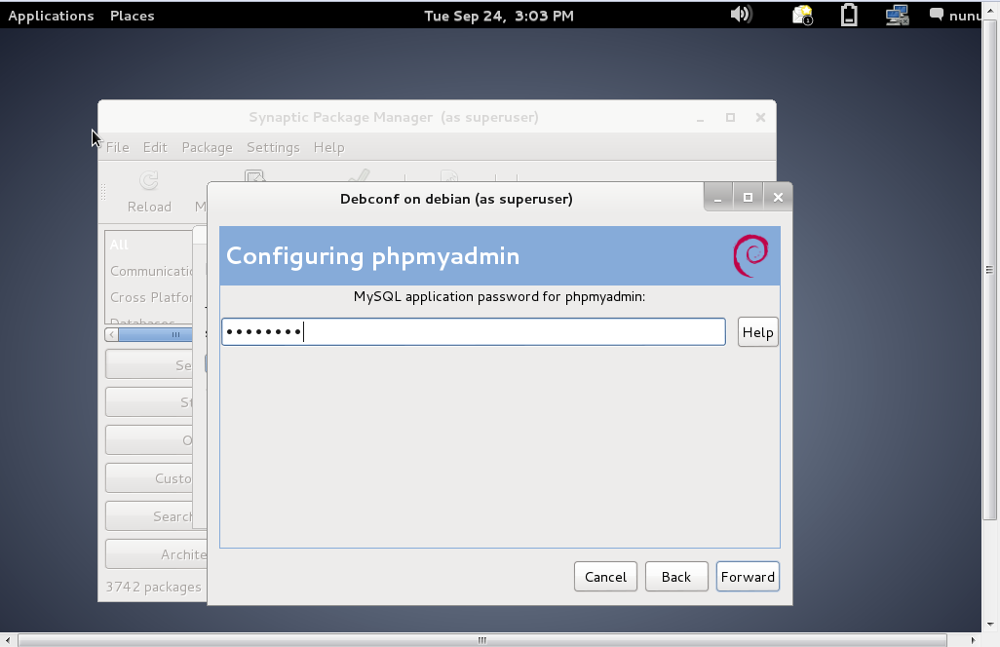 Applications Places Tue Sep 24, 3:03 PM 1 nunu
Synaptic Package Manager (as superuser)
File Edit Package Settings Help
Reload M
Debconf on debian (as superuser)
All
Configuring phpmyadmin
Communicatio
Cross Platfor
Databases
MySQL application password for phpmyadmin:
••••••••
Help
Se
St
O
Custo
Search
Archite
3742 packages
Cancel Back Forward